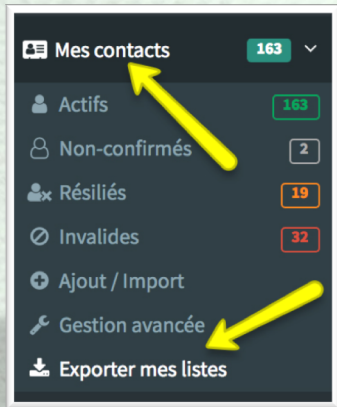 Mes contacts 163
Actifs 163
Non-confirmés 2
Résiliés 19
Invalides 32
Ajout / Import
Gestion avancée
Exporter mes listes